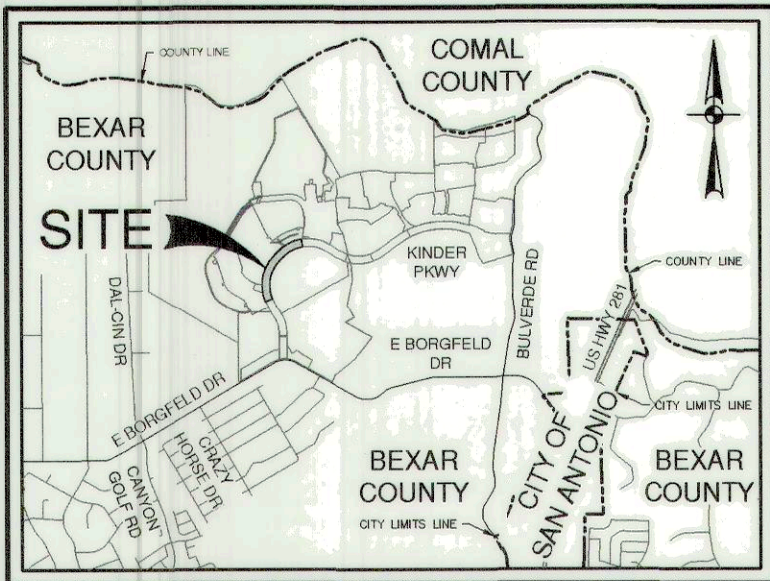 COUNTY LINE
COMAL
COUNTY
BEXAR
COUNTY
SITE
KINDER
PKWY
BULVERDE RD
COUNTY LINE
DAL-CIN DR
US HWY 281
E BORGFELD
DR
E BORGFELD DR
CITY LIMITS LINE
CRAZY
HORSE DR
CANYON
GOLF RD
BEXAR
COUNTY
CITY OF
SAN ANTONIO
BEXAR
COUNTY
CITY LIMITS LINE